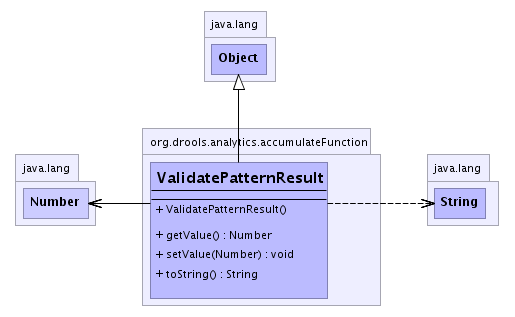 java.lang
Object
org.drools.analytics.accumulateFunction
java.lang
Number
ValidatePatternResult
+ ValidatePatternResult()
+ getValue() : Number
+ setValue(Number) : void
+ toString() : String
java.lang
String